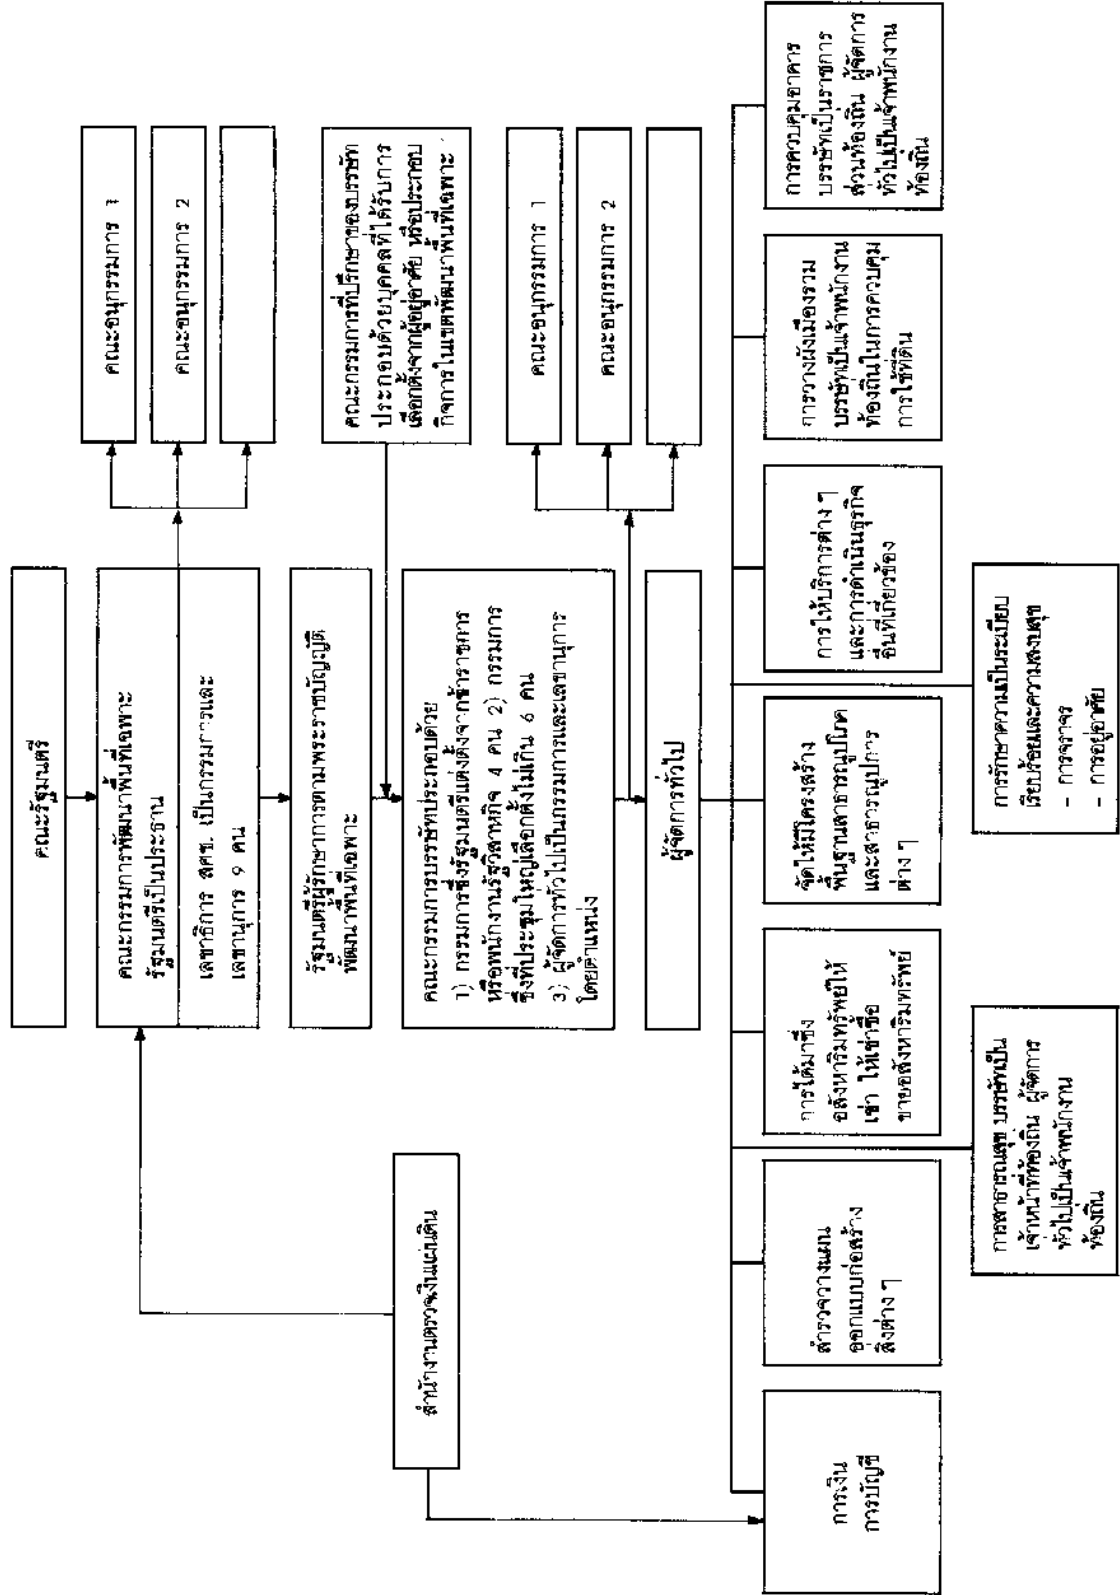 คณะรัฐมนตรี
คณะกรรมการพัฒนาพื้นที่เฉพาะ
รัฐมนตรีเป็นประธาน
เลขาธิการ สศช. เป็นกรรมการและ
เลขานุการ 9 คน
คณะอนุกรรมการ 1
คณะอนุกรรมการ 2
รัฐมนตรีผู้รักษาการตามพระราชบัญญัติ
พัฒนาพื้นที่เฉพาะ
คณะกรรมการที่ปรึกษาของบริษัท
ประกอบด้วยบุคคลที่ได้รับการ
เลือกตั้งจากผู้อยู่อาศัย หรือประกอบ
กิจการในเขตพัฒนาพื้นที่เฉพาะ
สำนักงานตรวจเงินแผ่นดิน
คณะกรรมการบริษัทประกอบด้วย
1) กรรมการซึ่งรัฐมนตรีแต่งตั้งจากข้าราชการ
หรือพนักงานรัฐวิสาหกิจ 4 คน 2) กรรมการ
ซึ่งที่ประชุมใหญ่เลือกตั้งไม่เกิน 6 คน
3) ผู้จัดการทั่วไปเป็นกรรมการและเลขานุการ
โดยตำแหน่ง
คณะอนุกรรมการ 1
คณะอนุกรรมการ 2
ผู้จัดการทั่วไป
การเงิน
การบัญชี
สำรวจวางแผน
ออกแบบก่อสร้าง
สิ่งต่าง ๆ
การได้มาซึ่ง
อสังหาริมทรัพย์ให้
เช่า ให้เช่าซื้อ
ขายอสังหาริมทรัพย์
จัดให้มีโครงสร้าง
พื้นฐานสาธารณูปโภค
และสาธารณูปการ
ต่าง ๆ
การให้บริการต่าง ๆ
และการดำเนินธุรกิจ
อื่นที่เกี่ยวข้อง
การวางผังเมืองรวม
บริษัทเป็นเจ้าพนักงาน
ท้องถิ่นในการควบคุม
การใช้ที่ดิน
การควบคุมอาคาร
บริษัทเป็นราชการ
ส่วนท้องถิ่น ผู้จัดการ
ทั่วไปเป็นเจ้าพนักงาน
ท้องถิ่น
การสาธารณสุข บริษัทเป็น
เจ้าหน้าที่ท้องถิ่น ผู้จัดการ
ทั่วไปเป็นเจ้าพนักงาน
ท้องถิ่น
การรักษาความเป็นระเบียบ
เรียบร้อยและความสงบสุข
- การจราจร
- การอยู่อาศัย